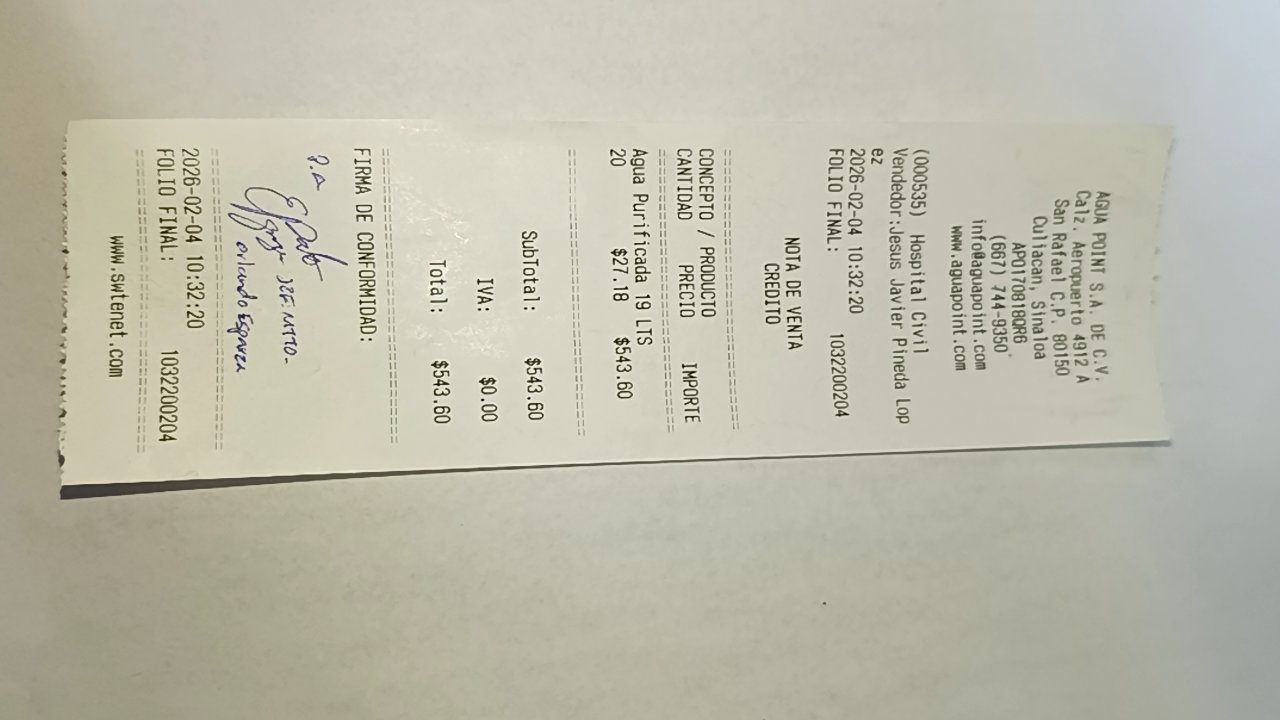 AGUA POINT S.A. DE C.V.
Calz. Aeropuerto 4912 A
San Rafael C.P. 80150
Culiacan, Sinaloa
APO170818QR6
(667) 744-9350
info@aguapoint.com
www.aguapoint.com
(000535) Hospital Civil
Vendedor:Jesus Javier Pineda Lop
ez
2026-02-04 10:32:20 1032200204
FOLIO FINAL:
NOTA DE VENTA
CREDITO
CONCEPTO / PRODUCTO
CANTIDAD PRECIO IMPORTE
Agua Purificada 19 LTS
20 $27.18 $543.60
SubTotal: $543.60
IVA: $0.00
Total: $543.60
FIRMA DE CONFORMIDAD:
P.A
Orlando Esparza
2026-02-04 10:32:20
FOLIO FINAL: 1032200204
www.swtenet.com